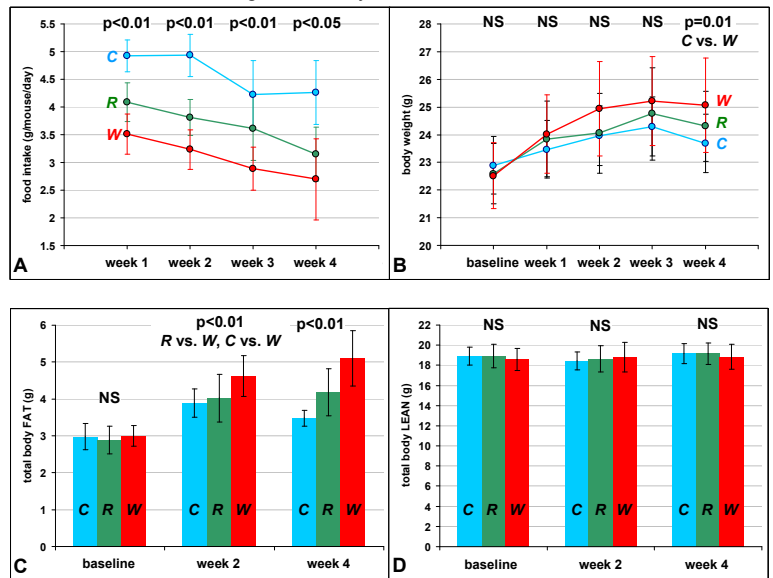 p<0.01 p<0.01 p<0.01 p<0.05
food intake (g/mouse/day)
5.5
5
4.5
4
3.5
3
2.5
2
1.5
C
R
W
A
week 1 week 2 week 3 week 4
NS NS NS NS p=0.01
C vs. W
body weight (g)
28
27
26
25
24
23
22
21
20
W
R
C
B
baseline week 1 week 2 week 3 week 4
p<0.01 p<0.01
R vs. W, C vs. W
NS
total body FAT (g)
6
5
4
3
2
1
0
C R W C R W C R W
C
baseline week 2 week 4
NS NS NS
total body LEAN (g)
22
20
18
16
14
12
10
8
6
4
2
0
C R W C R W C R W
D
baseline week 2 week 4